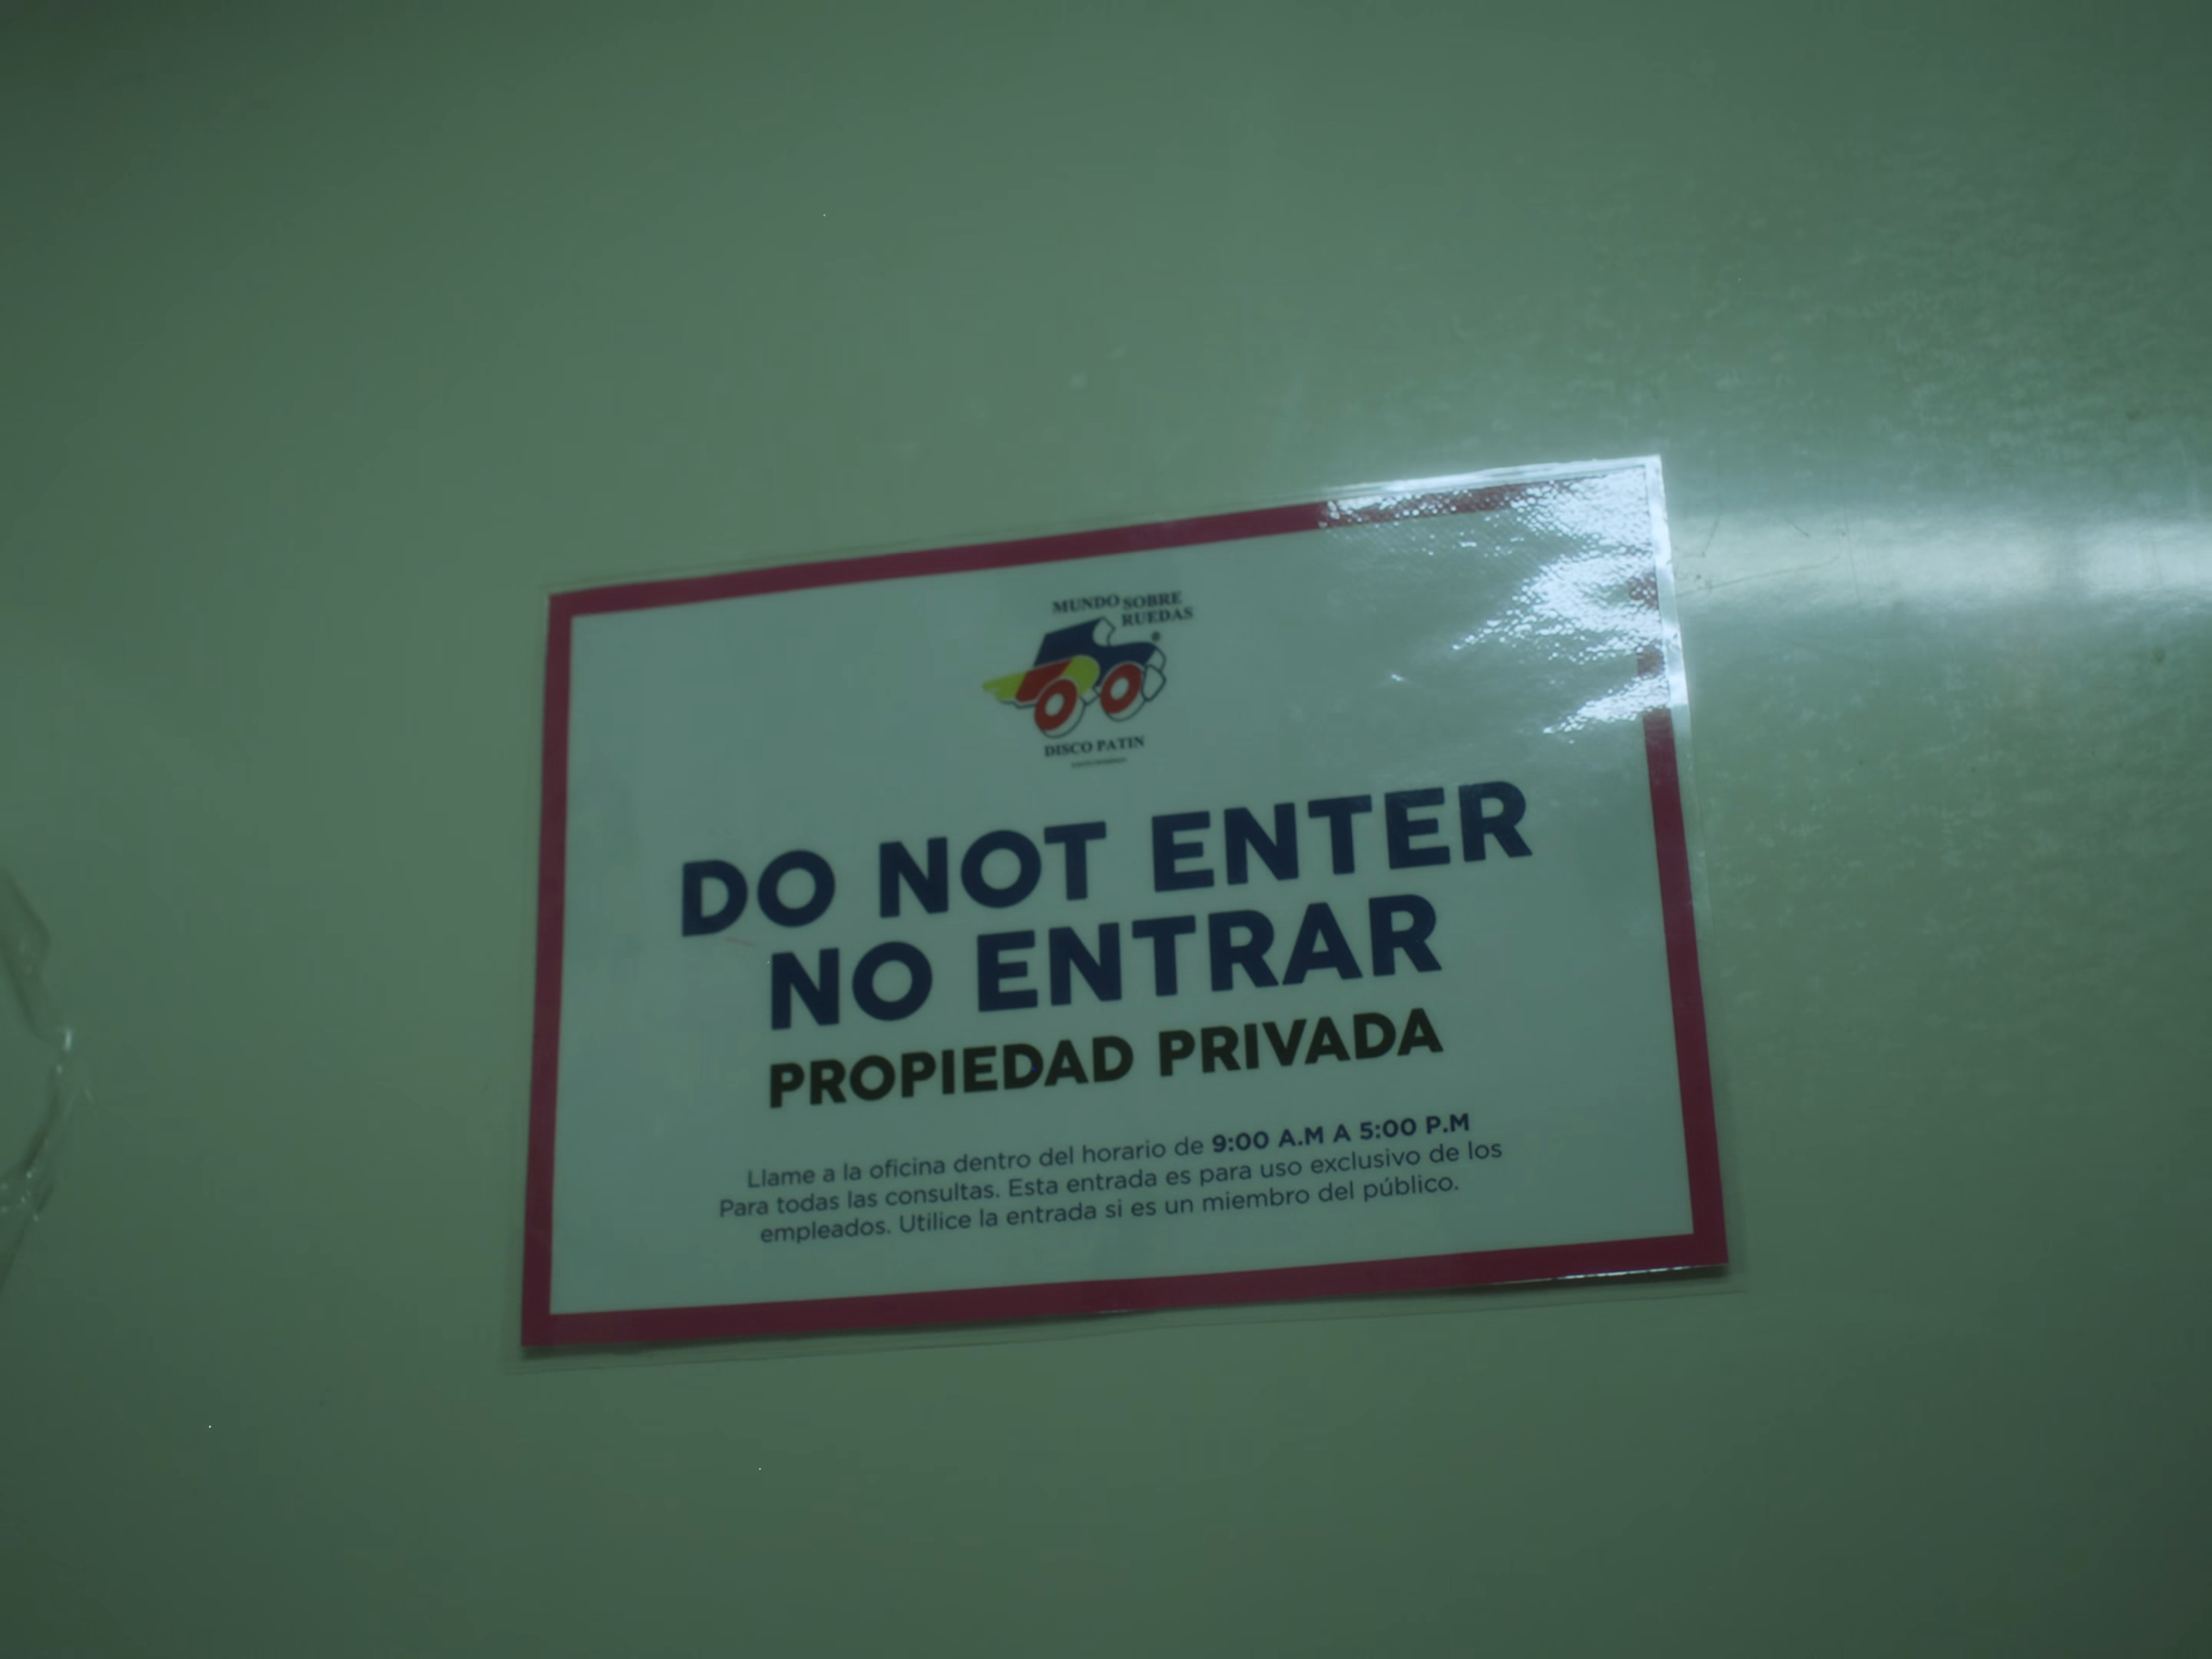 MUNDO SOBRE
RUEDAS
DISCO PATIN
DO NOT ENTER
NO ENTRAR
PROPIEDAD PRIVADA
Llame a la oficina dentro del horario de 9:00 A.M A 5:00 P.M
Para todas las consultas. Esta entrada es para uso exclusivo de los
empleados. Utilice la entrada si es un miembro del público.